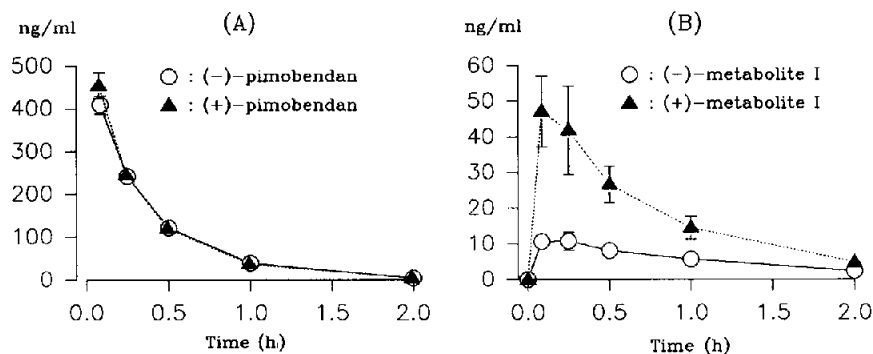 (A)
ng/ml
500
400
300
200
100
0
○ : (−)-pimobendan
▲ : (+)-pimobendan
0.0 0.5 1.0 1.5 2.0
Time (h)
(B)
ng/ml
60
50
40
30
20
10
0
○ : (−)-metabolite I
▲ : (+)-metabolite I
0.0 0.5 1.0 1.5 2.0
Time (h)